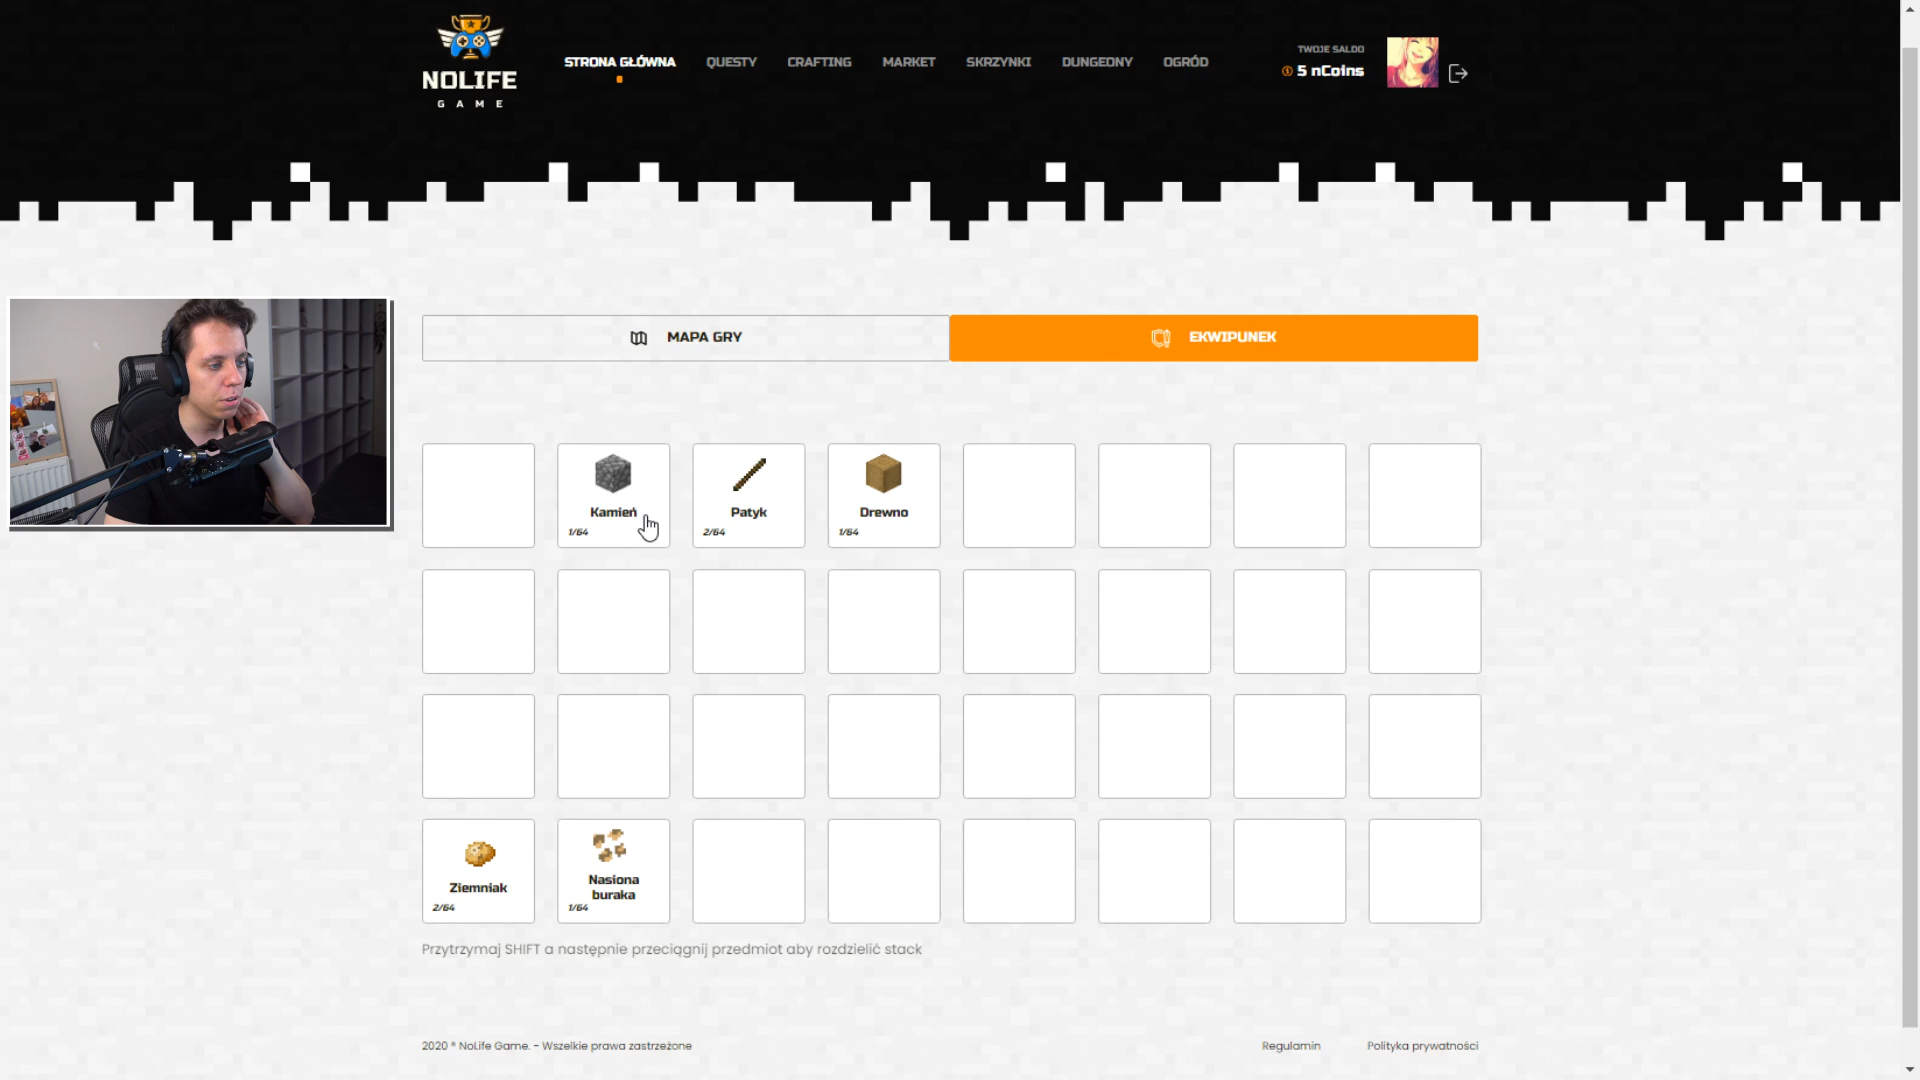 NOLIFE
GAME
STRONA GŁÓWNA
QUESTY
CRAFTING
MARKET
SKRZYNKI
DUNGEONY
OGRÓD
TWOJE SALDO
5 nCoins
MAPA GRY
EKWIPUNEK
Kamień
1/64
Patyk
2/64
Drewno
1/64
Ziemniak
2/64
Nasiona
buraka
1/64
Przytrzymaj SHIFT a następnie przeciągnij przedmiot aby rozdzielić stack
2020 ® NoLife Game. - Wszelkie prawa zastrzeżone
Regulamin
Polityka prywatności